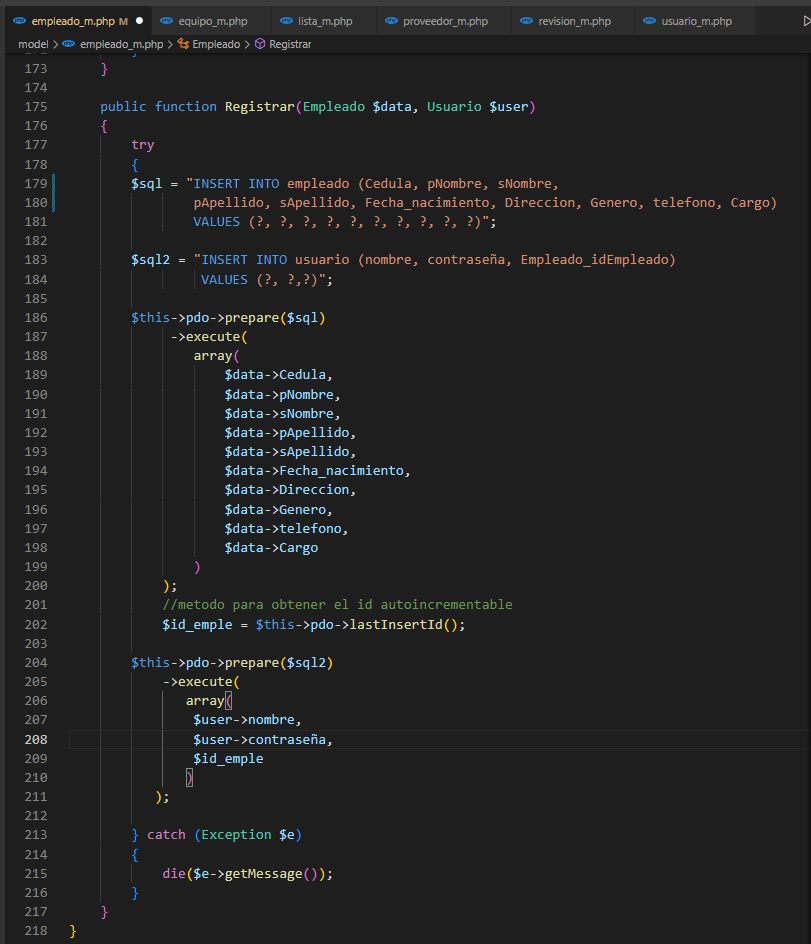 empleado_m.php M
equipo_m.php
lista_m.php
proveedor_m.php
revision_m.php
usuario_m.php
model > empleado_m.php > Empleado > Registrar
173 }
174
175 public function Registrar(Empleado $data, Usuario $user)
176 {
177 try
178 {
179 $sql = "INSERT INTO empleado (Cedula, pNombre, sNombre,
180 pApellido, sApellido, Fecha_nacimiento, Direccion, Genero, telefono, Cargo)
181 VALUES (?, ?, ?, ?, ?, ?, ?, ?, ?, ?)";
182
183 $sql2 = "INSERT INTO usuario (nombre, contraseña, Empleado_idEmpleado)
184 VALUES (?, ?,?)";
185
186 $this->pdo->prepare($sql)
187 ->execute(
188 array(
189 $data->Cedula,
190 $data->pNombre,
191 $data->sNombre,
192 $data->pApellido,
193 $data->sApellido,
194 $data->Fecha_nacimiento,
195 $data->Direccion,
196 $data->Genero,
197 $data->telefono,
198 $data->Cargo
199 )
200 );
201 //metodo para obtener el id autoincrementable
202 $id_emple = $this->pdo->lastInsertId();
203
204 $this->pdo->prepare($sql2)
205 ->execute(
206 array(
207 $user->nombre,
208 $user->contraseña,
209 $id_emple
210 )
211 );
212
213 } catch (Exception $e)
214 {
215 die($e->getMessage());
216 }
217 }
218 }